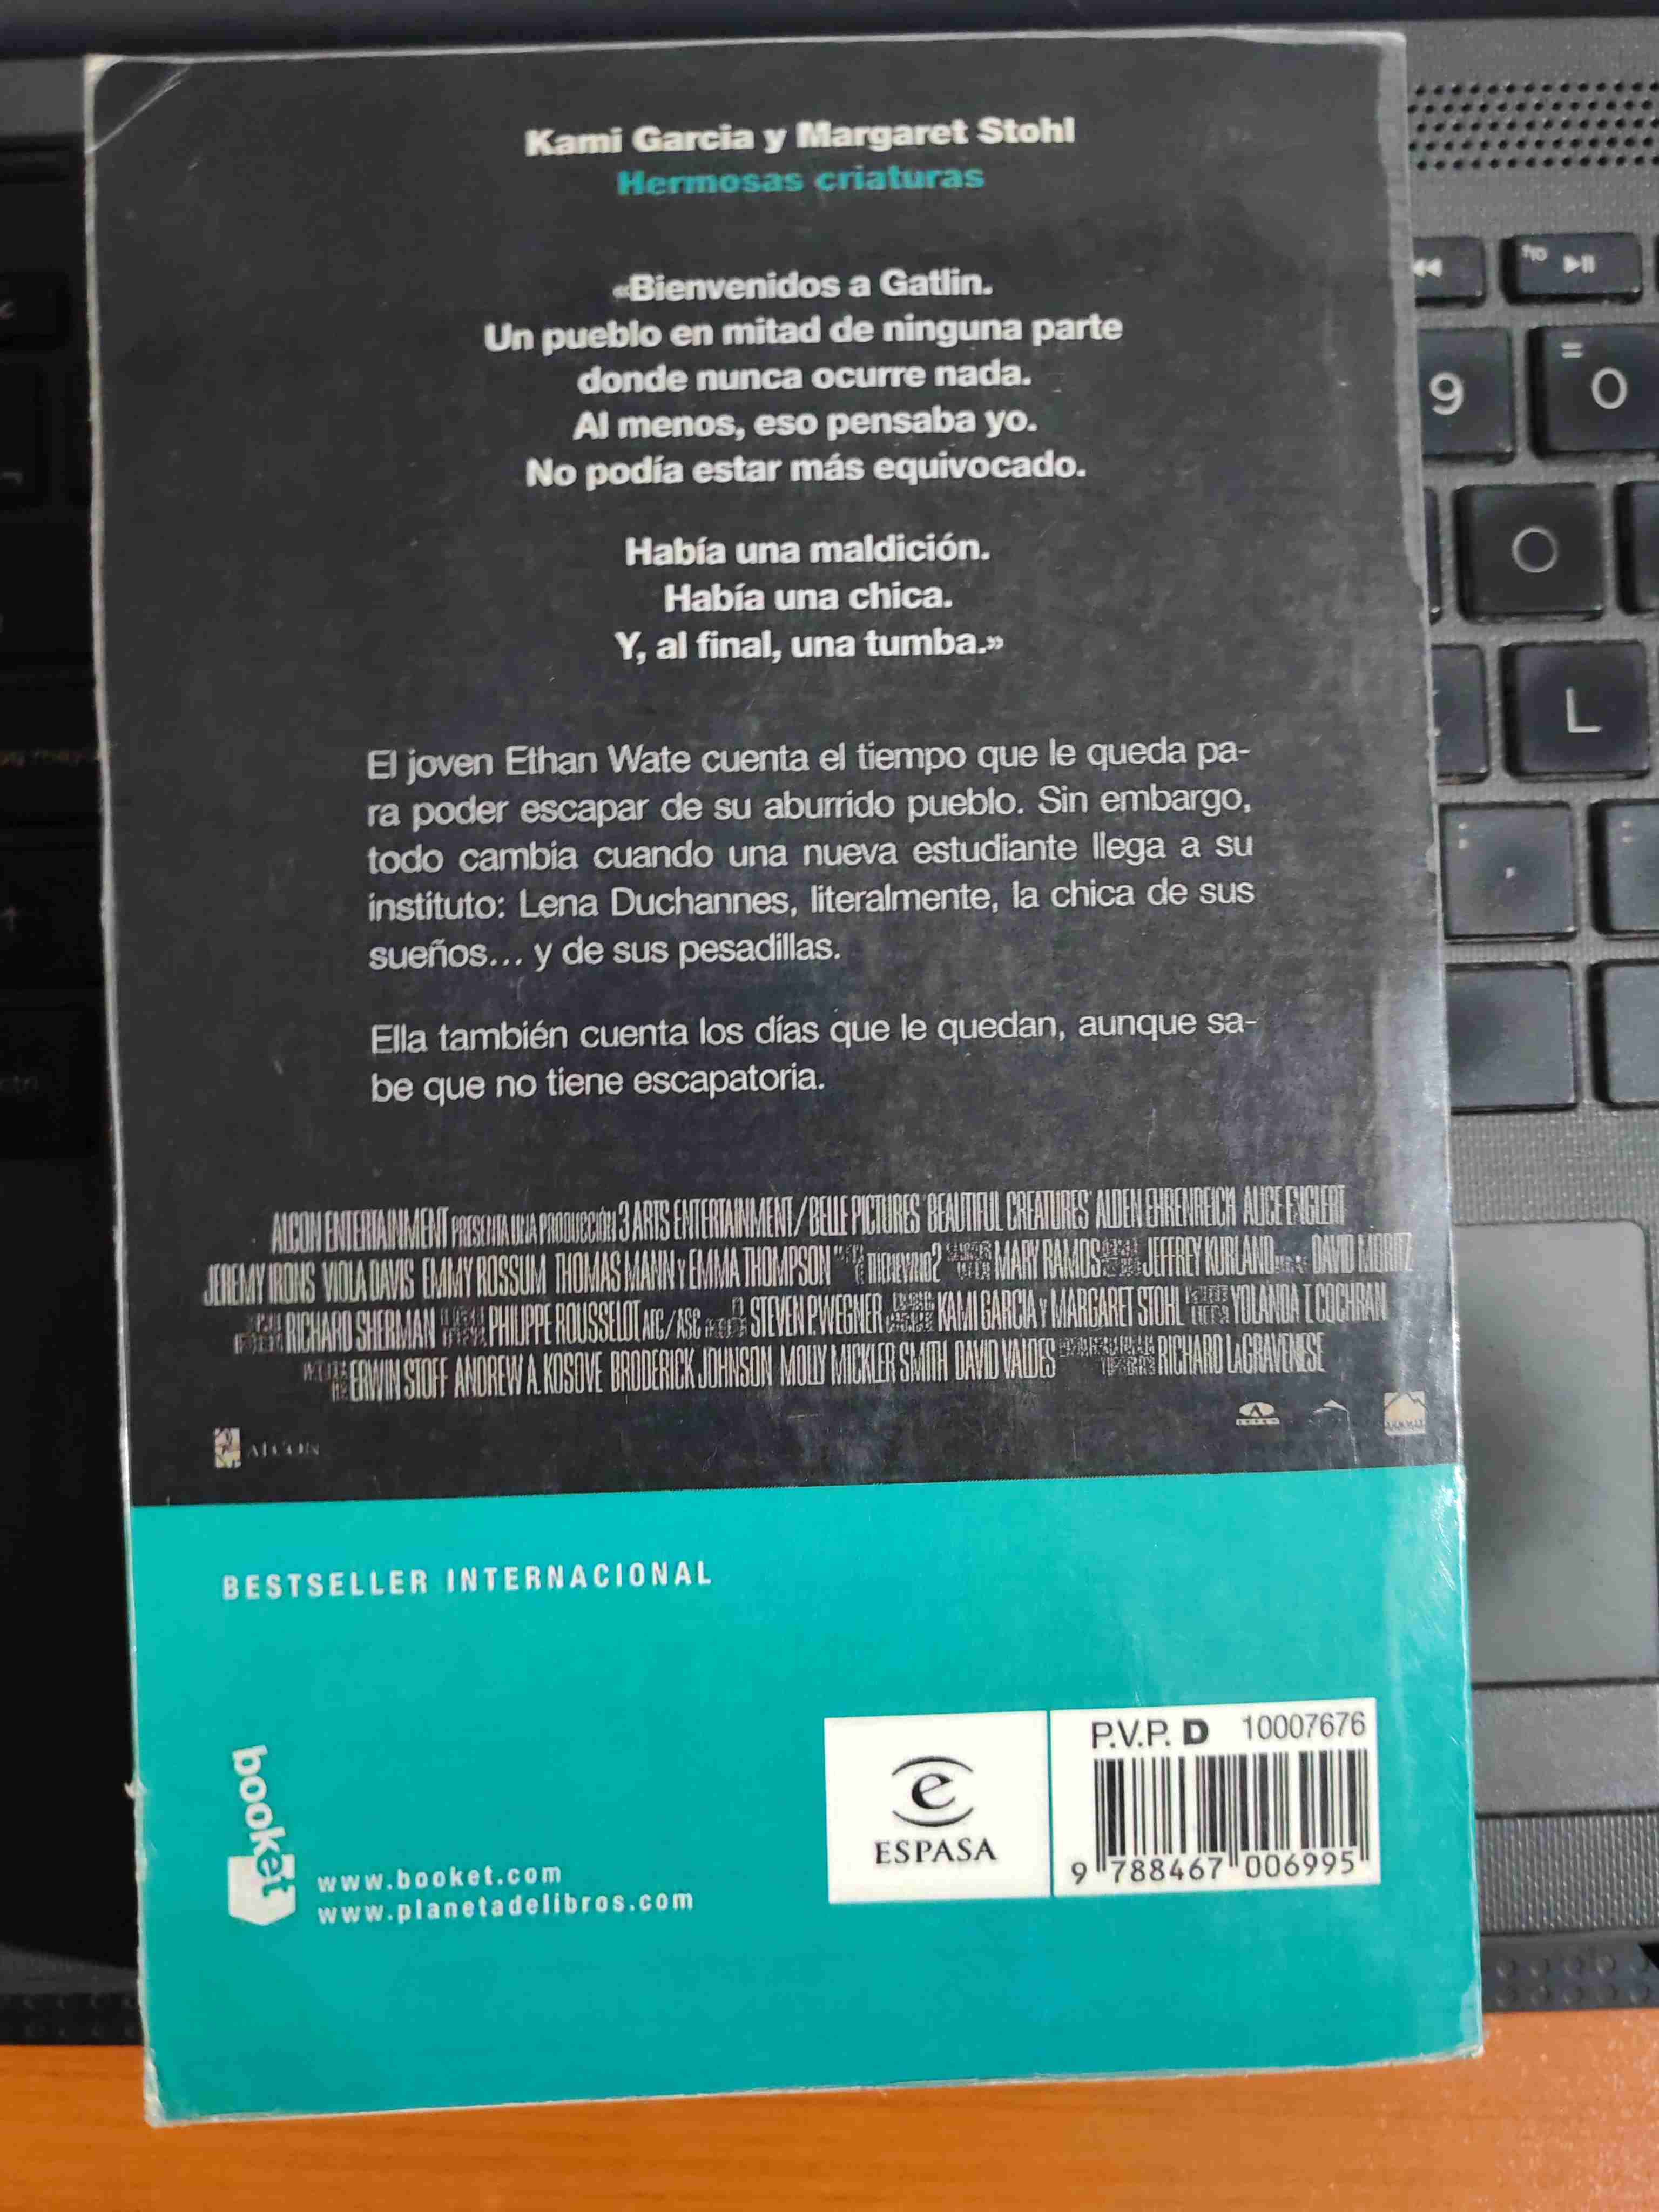 Kami Garcia y Margaret Stohl
Hermosas criaturas
«Bienvenidos a Gatlin.
Un pueblo en mitad de ninguna parte
donde nunca ocurre nada.
Al menos, eso pensaba yo.
No podía estar más equivocado.
Había una maldición.
Había una chica.
Y, al final, una tumba.»
El joven Ethan Wate cuenta el tiempo que le queda pa-
ra poder escapar de su aburrido pueblo. Sin embargo,
todo cambia cuando una nueva estudiante llega a su
instituto: Lena Duchannes, literalmente, la chica de sus
sueños... y de sus pesadillas.
Ella también cuenta los días que le quedan, aunque sa-
be que no tiene escapatoria.
ALCON ENTERTAINMENT PRESENTA UNA PRODUCCIÓN 3 ARTS ENTERTAINMENT / BELLE PICTURES "BEAUTIFUL CREATURES" ALDEN EHRENREICH ALICE ENGLERT
JEREMY IRONS VIOLA DAVIS EMMY ROSSUM THOMAS MANN Y EMMA THOMPSON THENEWNO2 MARY RAMOS JEFFREY KURLAND DAVID MORITZ
RICHARD SHERMAN PHILIPPE ROUSSELOT AFC/ASC STEVEN P. WEGNER KAMI GARCIA Y MARGARET STOHL YOLANDA T. COCHRAN
ERWIN STOFF ANDREW A. KOSOVE BRODERICK JOHNSON MOLLY MICKLER SMITH DAVID VALDES RICHARD LAGRAVENESE
ALCON
BESTSELLER INTERNACIONAL
booket
www.booket.com
www.planetadelibros.com
e
ESPASA
P.V.P. D 10007676
9 788467 006995
f10
9
=
0
O
L
;
,
: